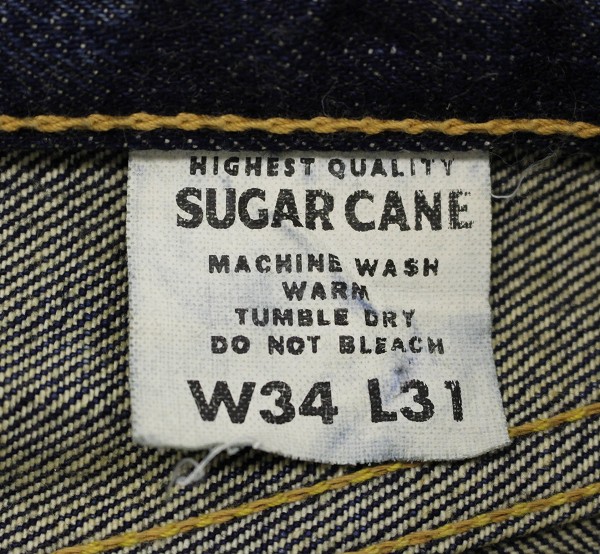 HIGHEST QUALITY
SUGAR CANE
MACHINE WASH
WARM
TUMBLE DRY
DO NOT BLEACH
W34 L31